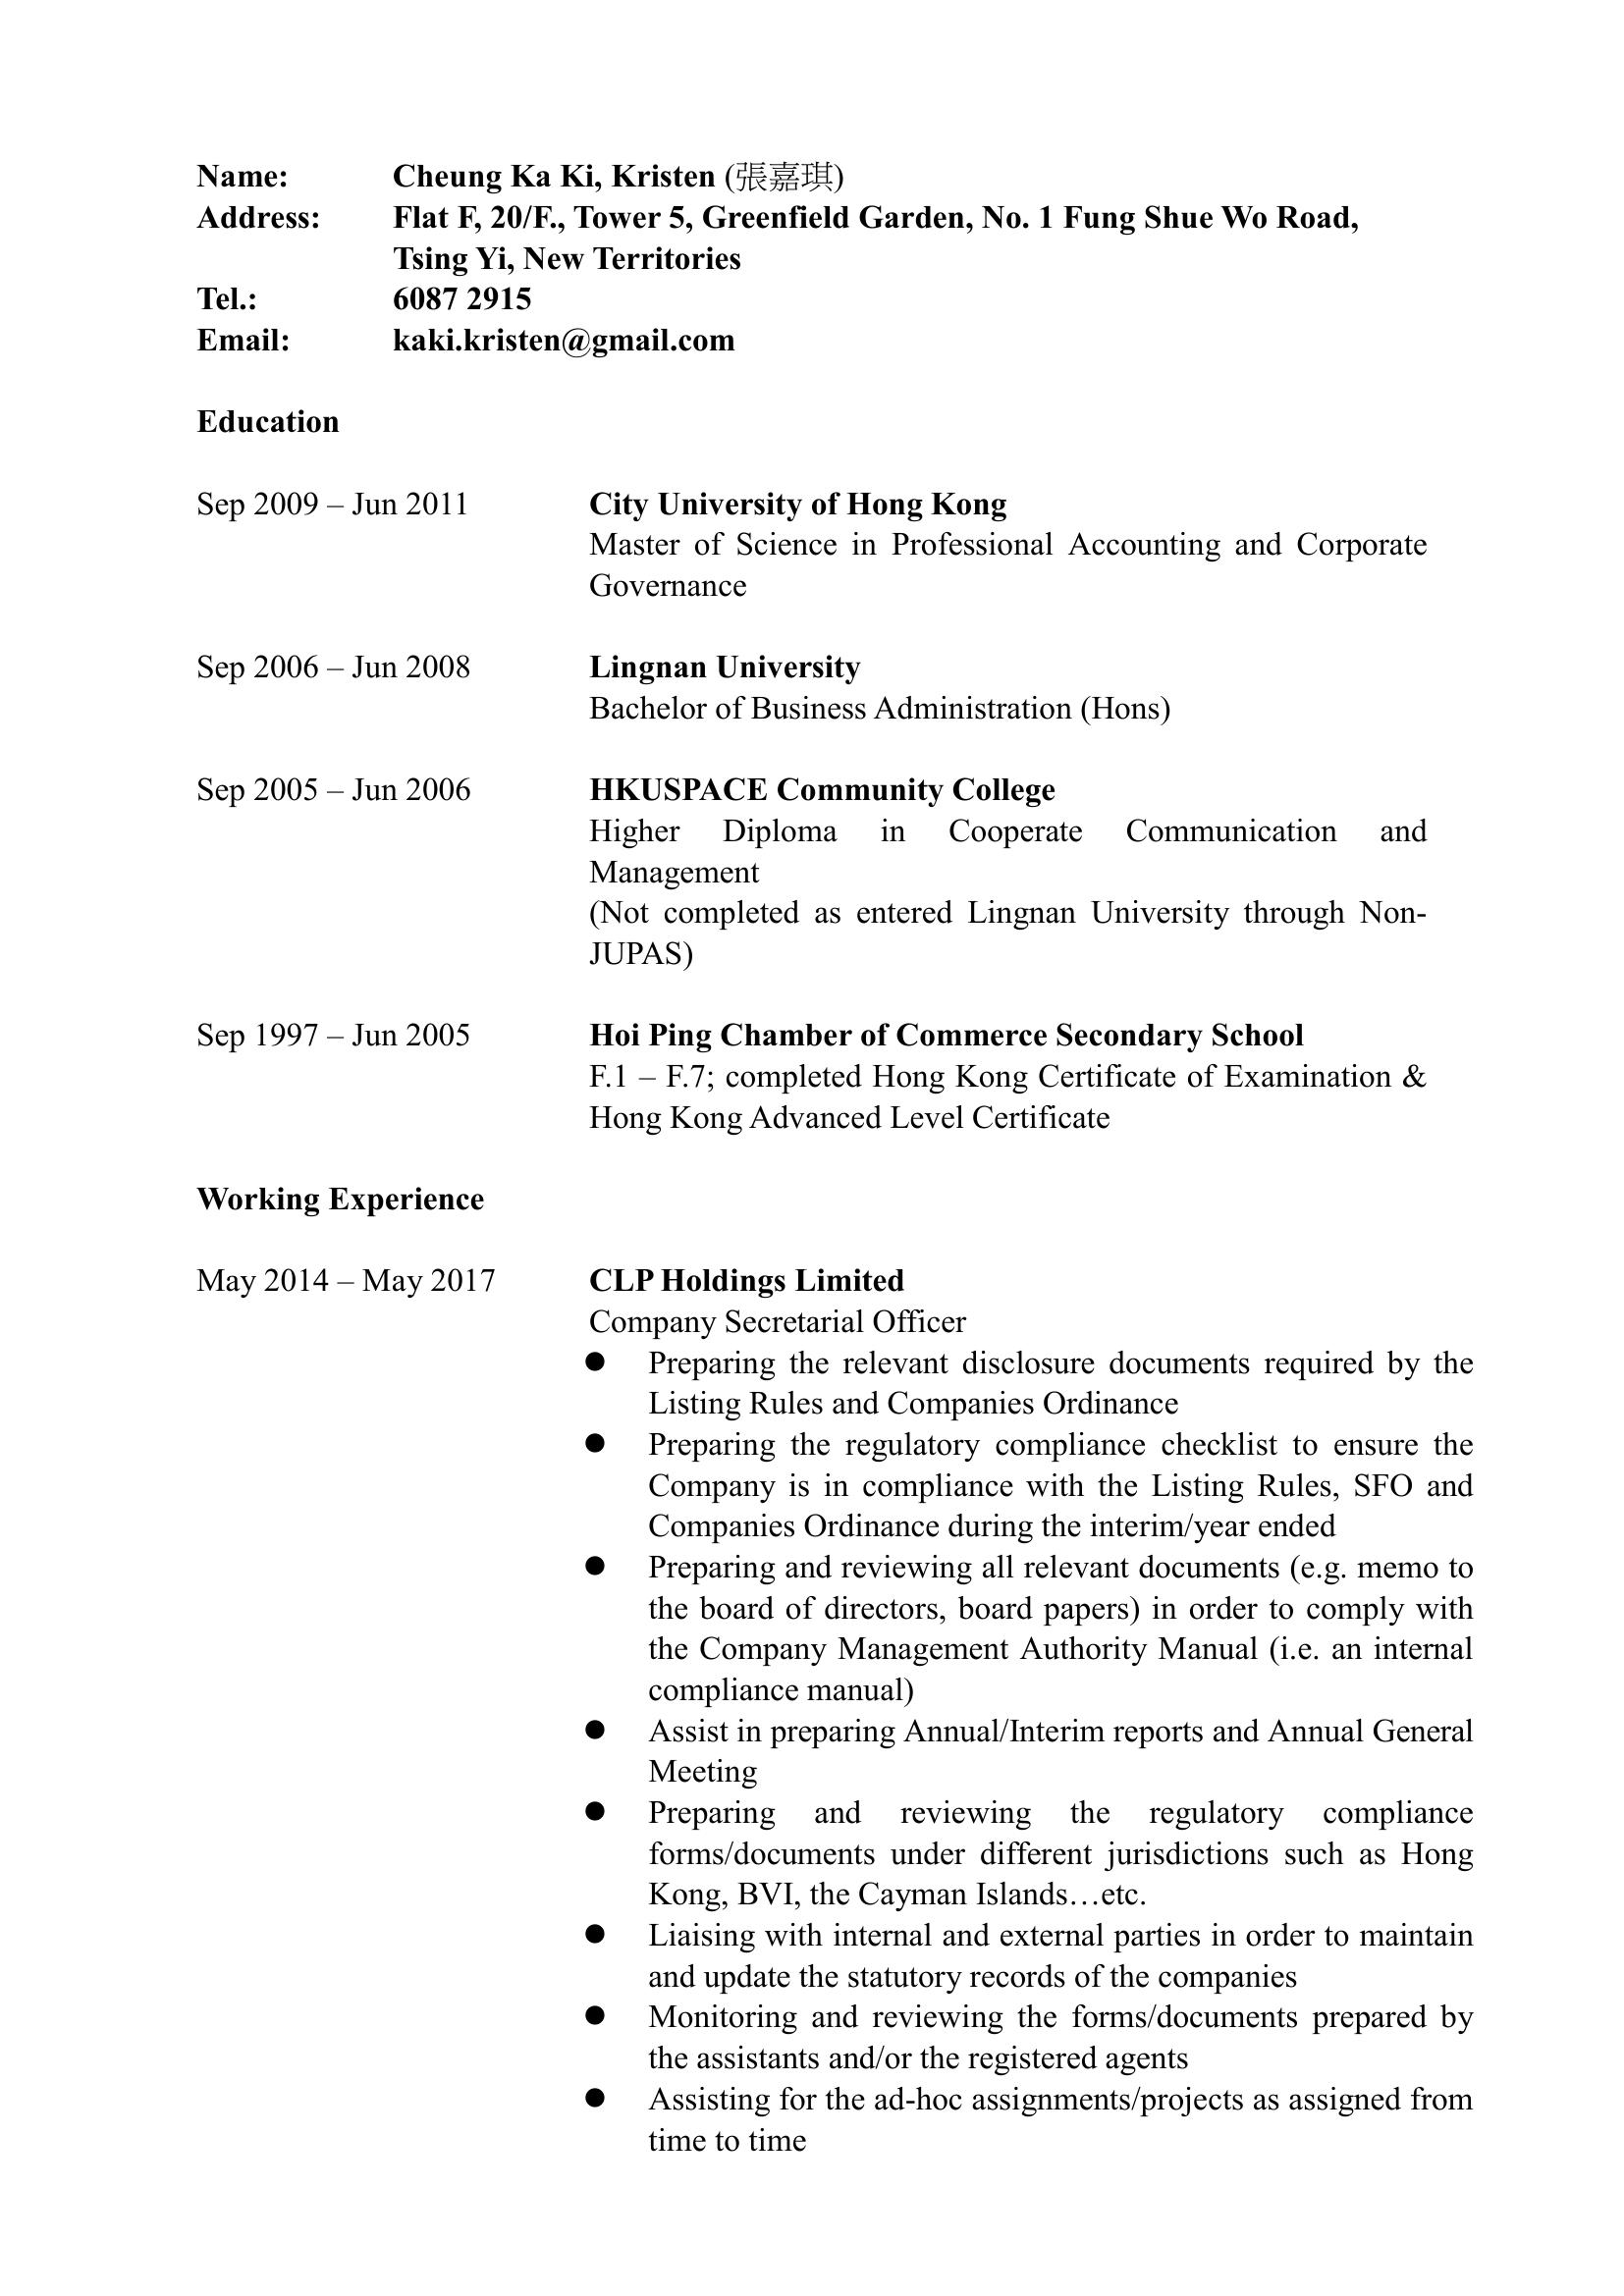 Name: Cheung Ka Ki, Kristen (張嘉琪)
Address: Flat F, 20/F., Tower 5, Greenfield Garden, No. 1 Fung Shue Wo Road,
Tsing Yi, New Territories
Tel.: 6087 2915
Email: kaki.kristen@gmail.com
Education
Sep 2009 – Jun 2011 City University of Hong Kong
Master of Science in Professional Accounting and Corporate
Governance
Sep 2006 – Jun 2008 Lingnan University
Bachelor of Business Administration (Hons)
Sep 2005 – Jun 2006 HKUSPACE Community College
Higher Diploma in Cooperate Communication and
Management
(Not completed as entered Lingnan University through Non-
JUPAS)
Sep 1997 – Jun 2005 Hoi Ping Chamber of Commerce Secondary School
F.1 – F.7; completed Hong Kong Certificate of Examination &
Hong Kong Advanced Level Certificate
Working Experience
May 2014 – May 2017 CLP Holdings Limited
Company Secretarial Officer
● Preparing the relevant disclosure documents required by the
Listing Rules and Companies Ordinance
● Preparing the regulatory compliance checklist to ensure the
Company is in compliance with the Listing Rules, SFO and
Companies Ordinance during the interim/year ended
● Preparing and reviewing all relevant documents (e.g. memo to
the board of directors, board papers) in order to comply with
the Company Management Authority Manual (i.e. an internal
compliance manual)
● Assist in preparing Annual/Interim reports and Annual General
Meeting
● Preparing and reviewing the regulatory compliance
forms/documents under different jurisdictions such as Hong
Kong, BVI, the Cayman Islands…etc.
● Liaising with internal and external parties in order to maintain
and update the statutory records of the companies
● Monitoring and reviewing the forms/documents prepared by
the assistants and/or the registered agents
● Assisting for the ad-hoc assignments/projects as assigned from
time to time